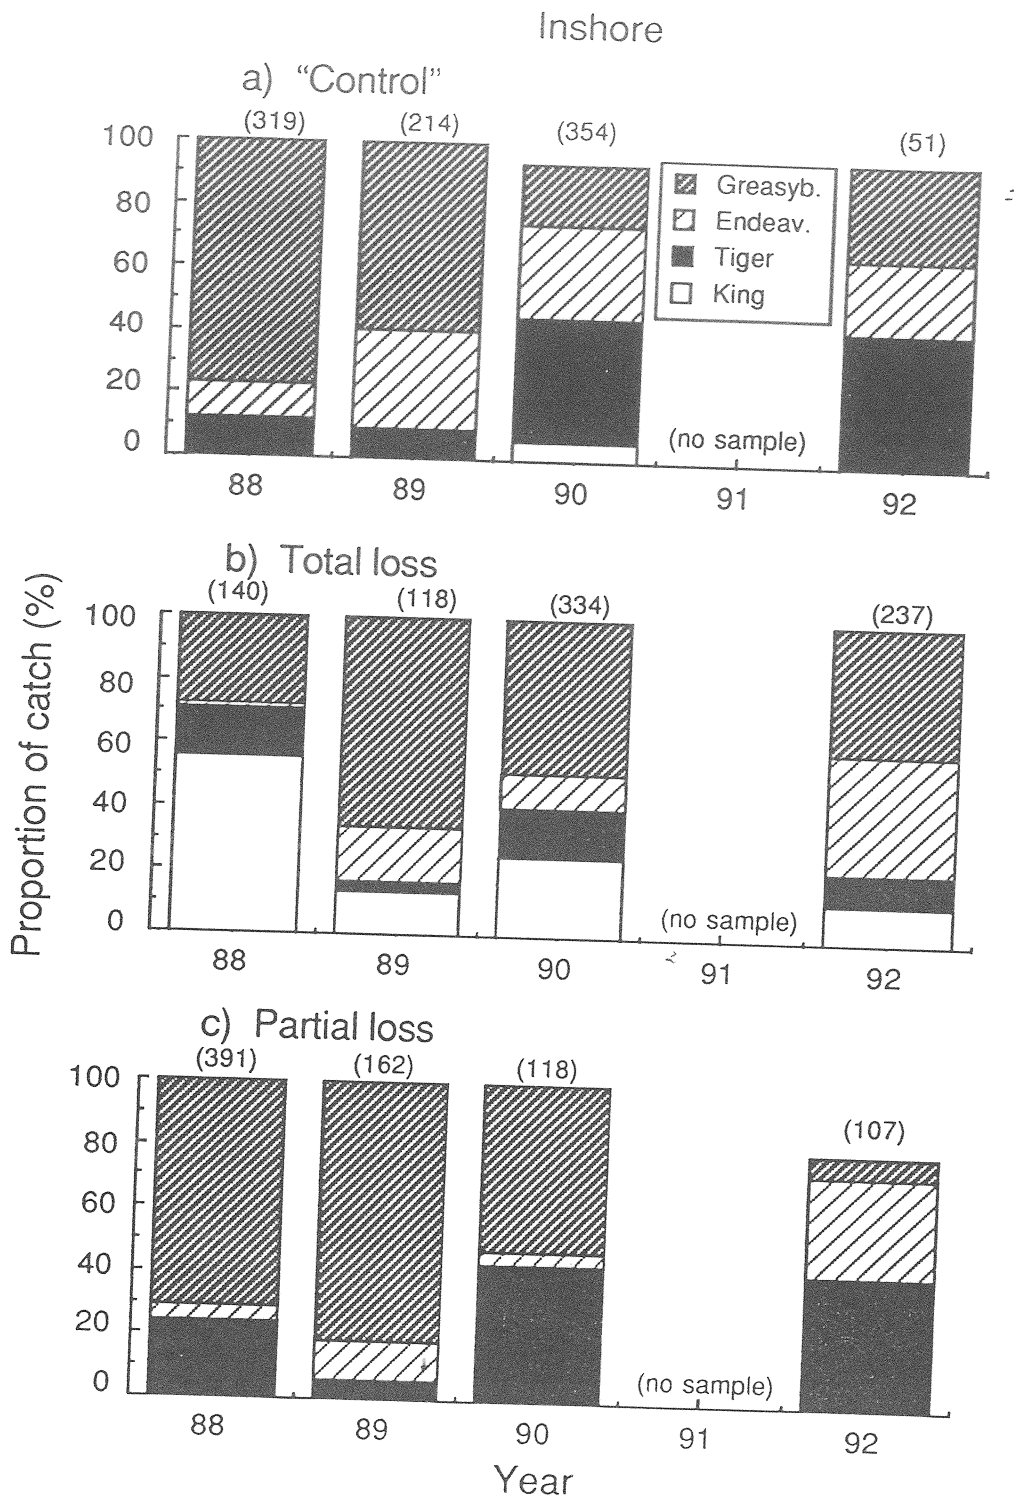 Inshore
a) "Control"
(319) (214) (354) (51)
100
80
60
40
20
0
Greasyb.
Endeav.
Tiger
King
(no sample)
88 89 90 91 92
Proportion of catch (%)
b) Total loss
(140) (118) (334) (237)
100
80
60
40
20
0
(no sample)
88 89 90 91 92
c) Partial loss
(391) (162) (118) (107)
100
80
60
40
20
0
(no sample)
88 89 90 91 92
Year